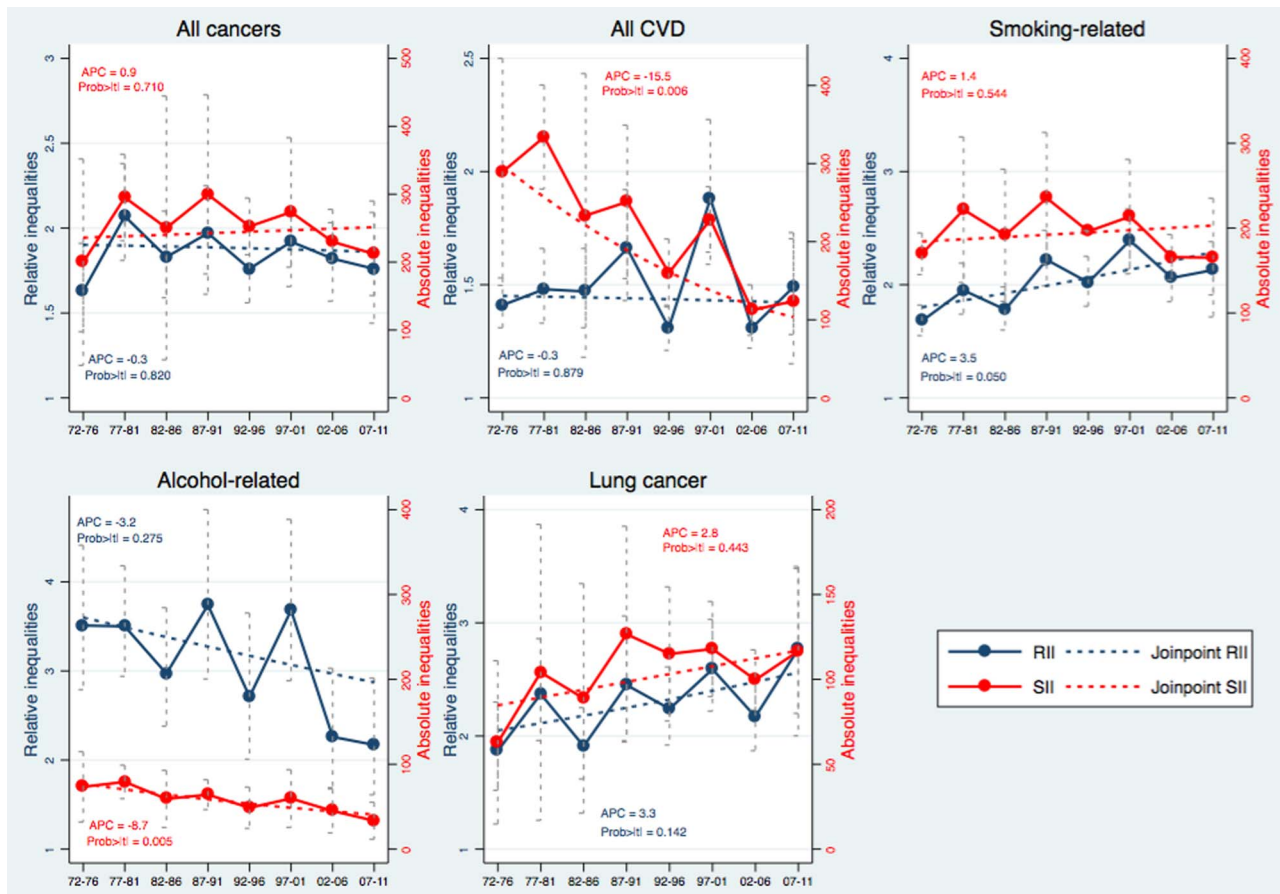 All cancers
APC = 0.9
Prob>|t| = 0.710
APC = -0.3
Prob>|t| = 0.820
Relative inequalities
3
2.5
2
1.5
1
Absolute inequalities
500
400
300
200
100
0
72-76 77-81 82-86 87-91 92-96 97-01 02-06 07-11
All CVD
APC = -15.5
Prob>|t| = 0.006
APC = -0.3
Prob>|t| = 0.879
Relative inequalities
2.5
2
1.5
1
Absolute inequalities
400
300
200
100
0
72-76 77-81 82-86 87-91 92-96 97-01 02-06 07-11
Smoking-related
APC = 1.4
Prob>|t| = 0.544
APC = 3.5
Prob>|t| = 0.050
Relative inequalities
4
3
2
1
Absolute inequalities
400
300
200
100
0
72-76 77-81 82-86 87-91 92-96 97-01 02-06 07-11
Alcohol-related
APC = -3.2
Prob>|t| = 0.275
APC = -8.7
Prob>|t| = 0.005
Relative inequalities
4
3
2
1
Absolute inequalities
400
300
200
100
0
72-76 77-81 82-86 87-91 92-96 97-01 02-06 07-11
Lung cancer
APC = 2.8
Prob>|t| = 0.443
APC = 3.3
Prob>|t| = 0.142
Relative inequalities
4
3
2
1
Absolute inequalities
200
150
100
50
0
72-76 77-81 82-86 87-91 92-96 97-01 02-06 07-11
RII Joinpoint RII
SII Joinpoint SII